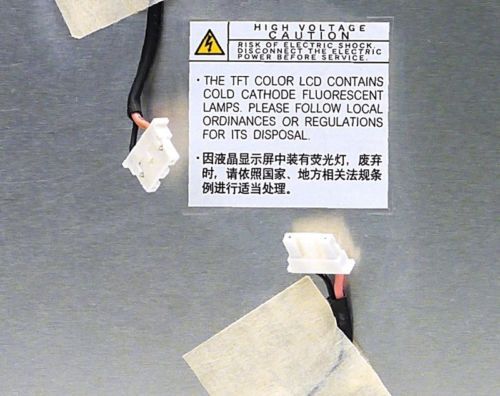 HIGH VOLTAGE
CAUTION
RISK OF ELECTRIC SHOCK.
DISCONNECT THE ELECTRIC
POWER BEFORE SERVICE.
· THE TFT COLOR LCD CONTAINS
COLD CATHODE FLUORESCENT
LAMPS. PLEASE FOLLOW LOCAL
ORDINANCES OR REGULATIONS
FOR ITS DISPOSAL.
· 因液晶显示屏中装有荧光灯, 废弃
时, 请依照国家、地方相关法规条
例进行适当处理。